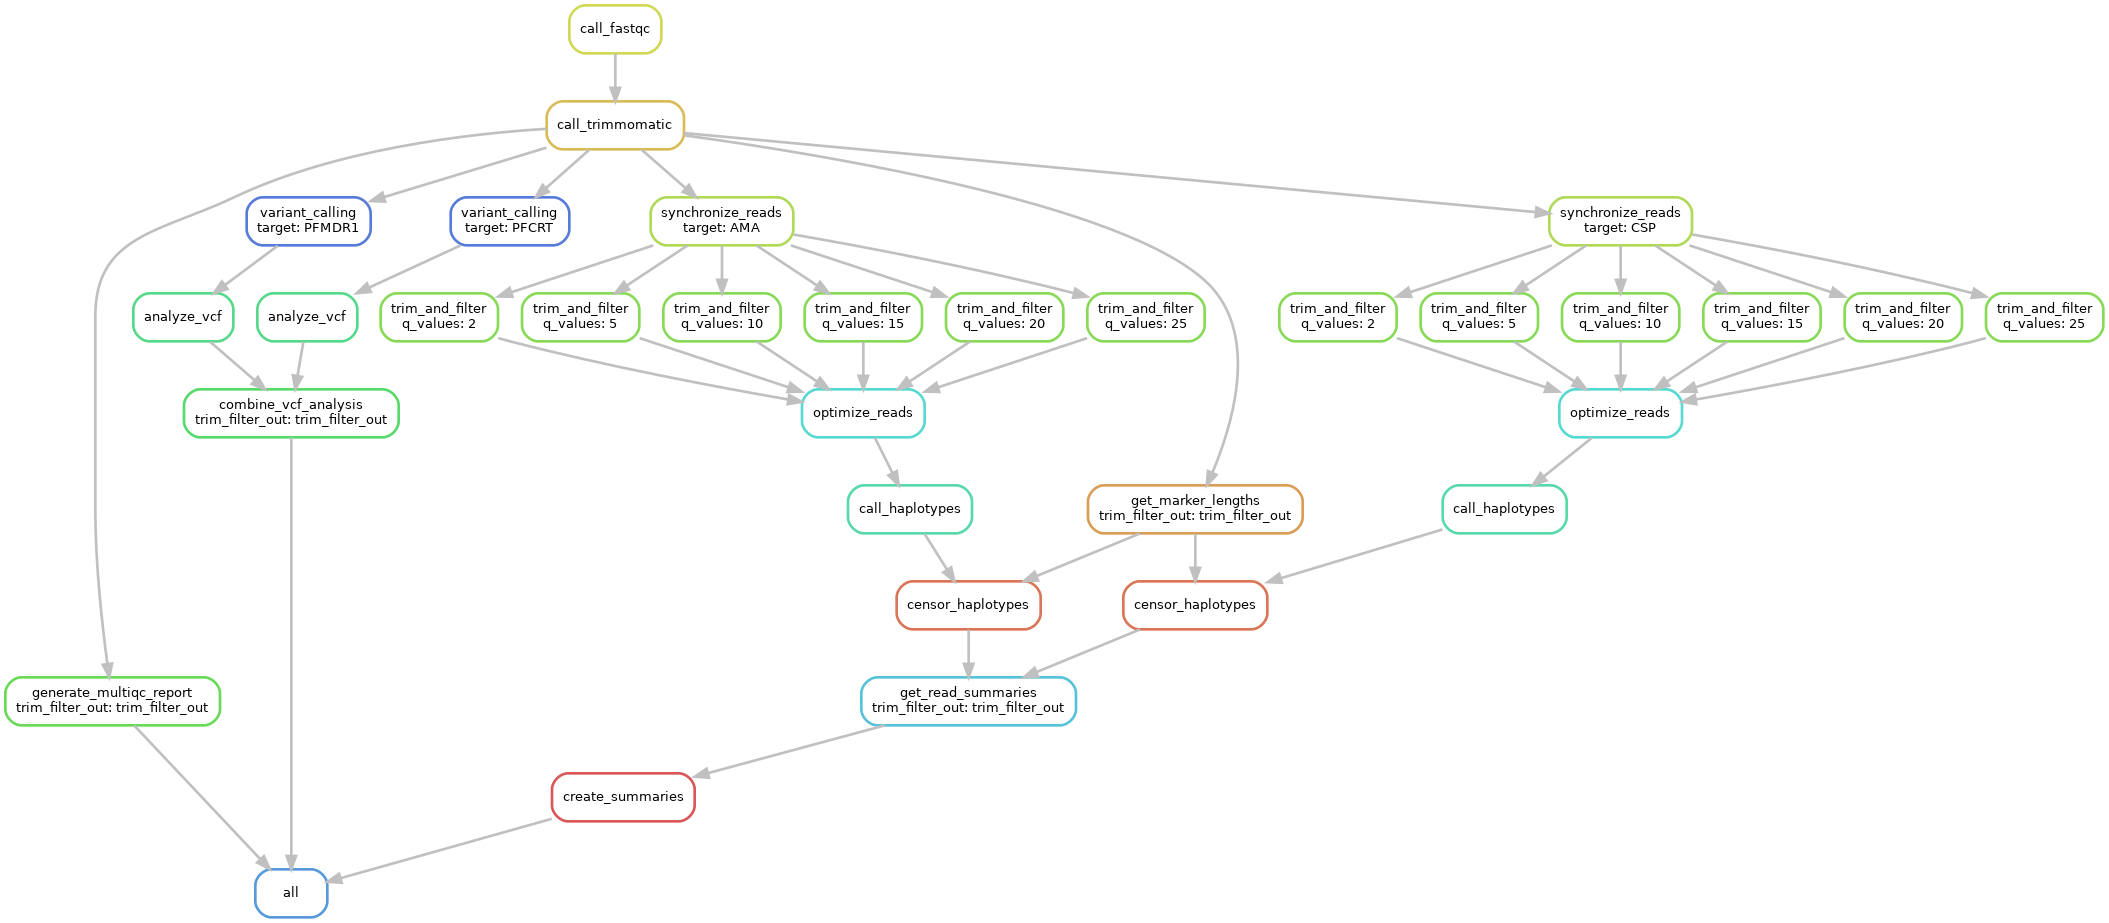 call_fastqc
call_trimmomatic
variant_calling
target: PFMDR1
variant_calling
target: PFCRT
synchronize_reads
target: AMA
synchronize_reads
target: CSP
analyze_vcf
analyze_vcf
trim_and_filter
q_values: 2
trim_and_filter
q_values: 5
trim_and_filter
q_values: 10
trim_and_filter
q_values: 15
trim_and_filter
q_values: 20
trim_and_filter
q_values: 25
trim_and_filter
q_values: 2
trim_and_filter
q_values: 5
trim_and_filter
q_values: 10
trim_and_filter
q_values: 15
trim_and_filter
q_values: 20
trim_and_filter
q_values: 25
combine_vcf_analysis
trim_filter_out: trim_filter_out
optimize_reads
optimize_reads
call_haplotypes
get_marker_lengths
trim_filter_out: trim_filter_out
call_haplotypes
censor_haplotypes
censor_haplotypes
generate_multiqc_report
trim_filter_out: trim_filter_out
get_read_summaries
trim_filter_out: trim_filter_out
create_summaries
all